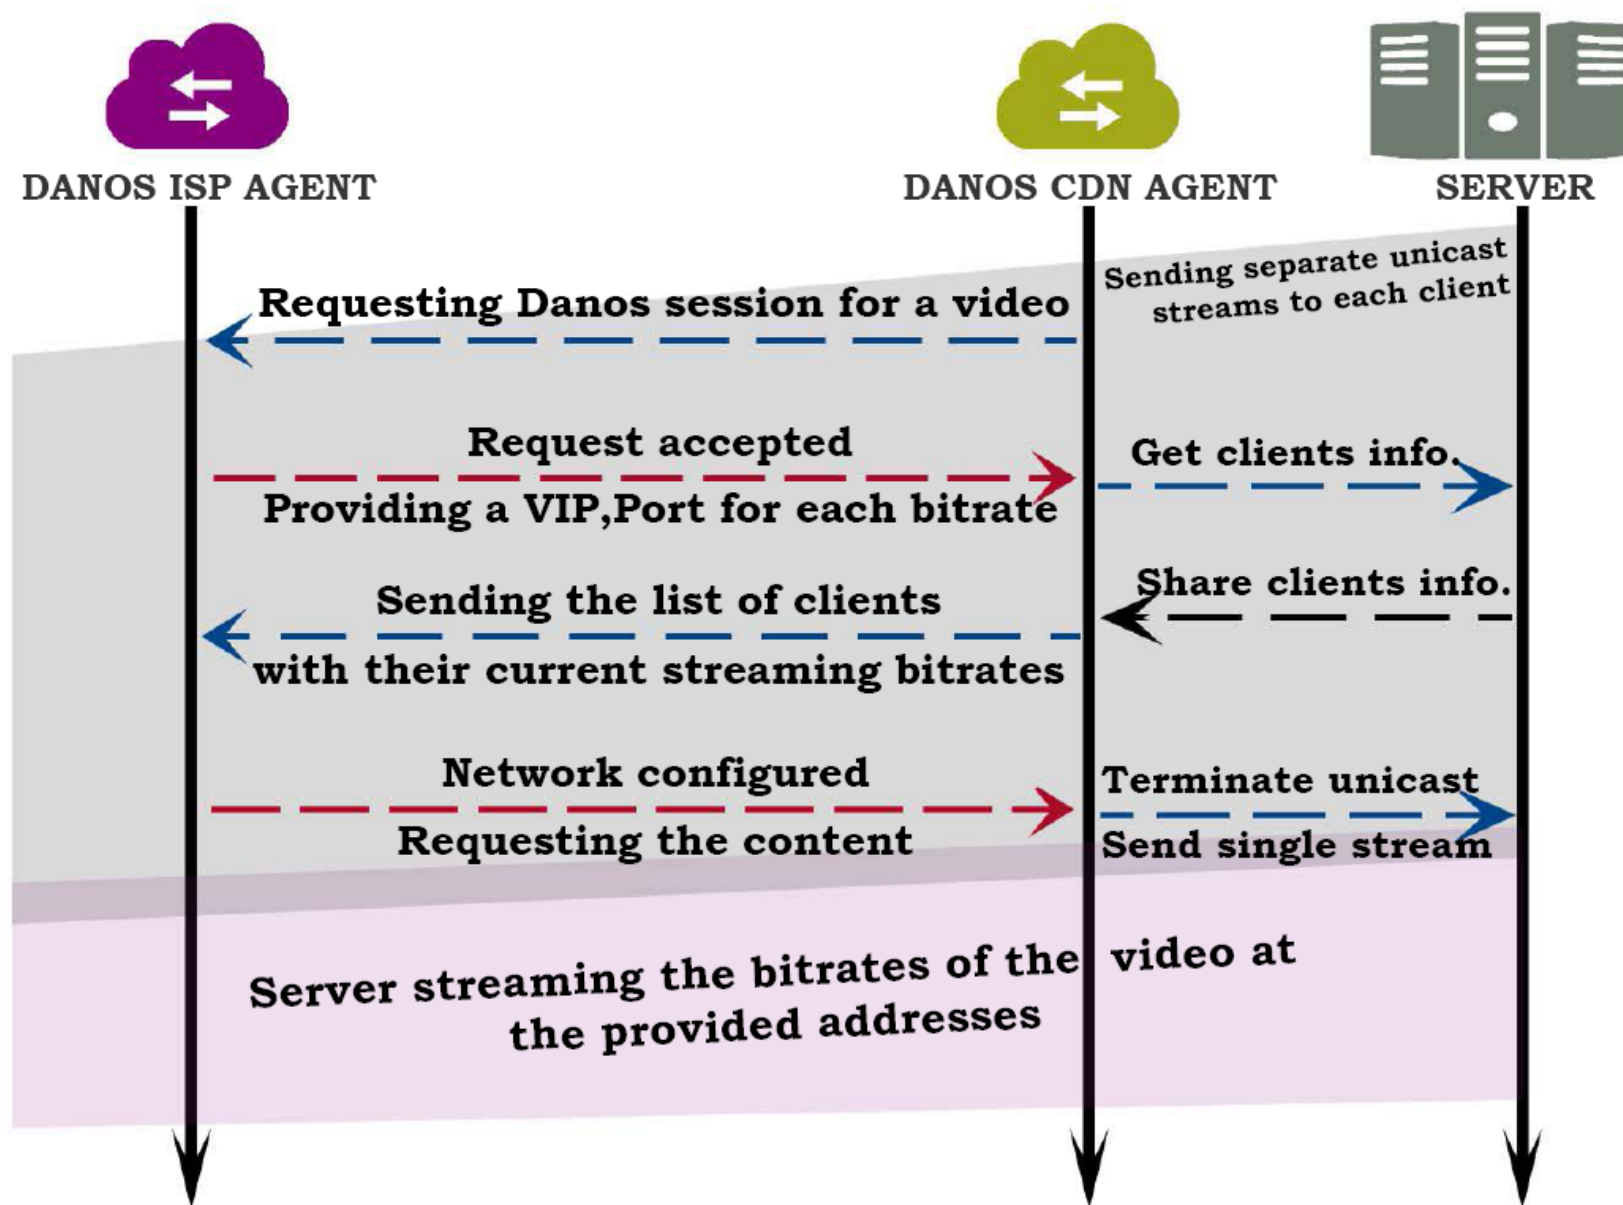 DANOS ISP AGENT
DANOS CDN AGENT
SERVER
Sending separate unicast
streams to each client
Requesting Danos session for a video
Request accepted
Providing a VIP,Port for each bitrate
Get clients info.
Share clients info.
Sending the list of clients
with their current streaming bitrates
Network configured
Requesting the content
Terminate unicast
Send single stream
Server streaming the bitrates of the video at
the provided addresses